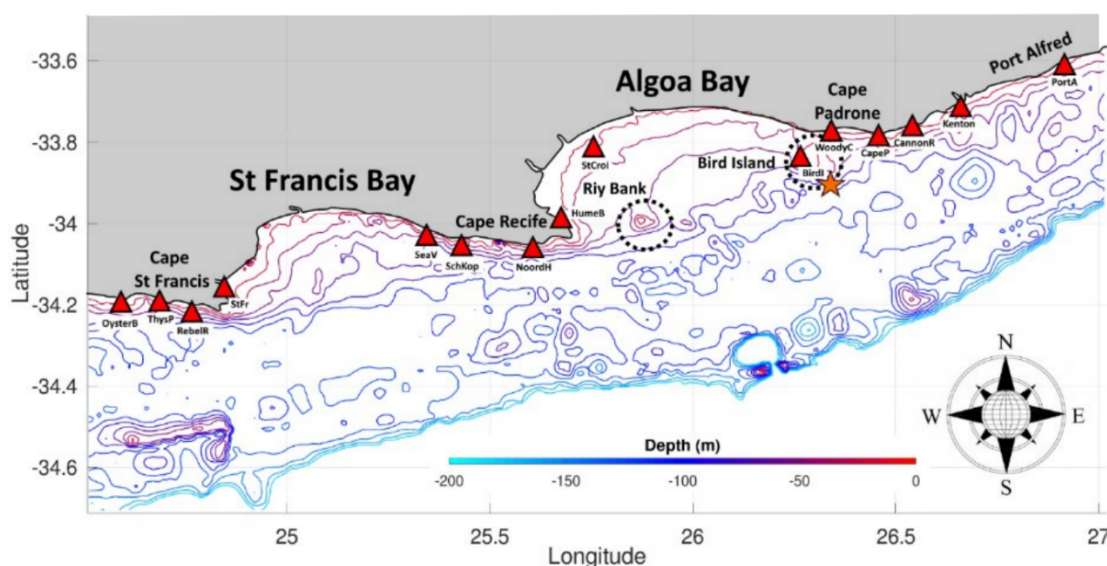 -33.6
-33.8
-34
-34.2
-34.4
-34.6
Latitude
Port Alfred
PortA
Algoa Bay
Cape
Padrone
Kenton
WoodyC
CapeP
CannonR
StCroi
Bird Island
BirdI
St Francis Bay
Riy Bank
Cape Recife
HumeB
SeaV
SchKop
NoordH
Cape
St Francis
StFr
OysterB
ThysP
RebelR
N
W
E
S
Depth (m)
-200
-150
-100
-50
0
25
25.5
26
26.5
27
Longitude